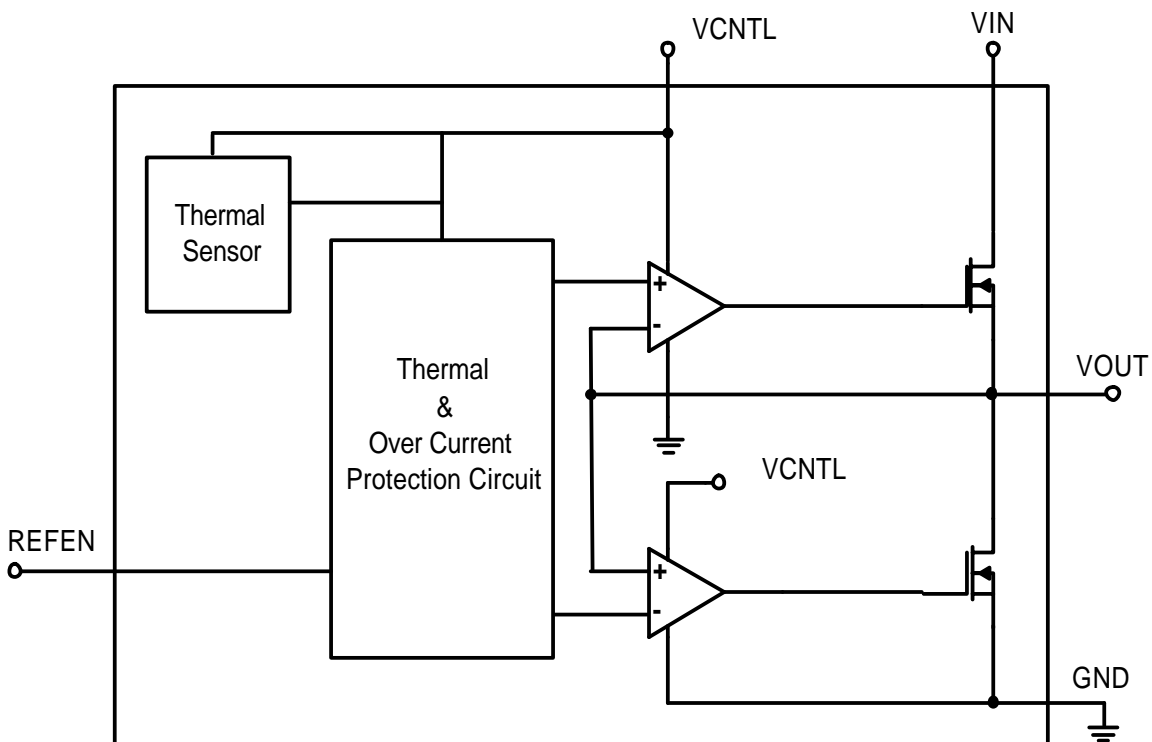 VCNTL
VIN
Thermal
Sensor
+
-
Thermal
&
Over Current
Protection Circuit
VOUT
VCNTL
REFEN
+
-
GND